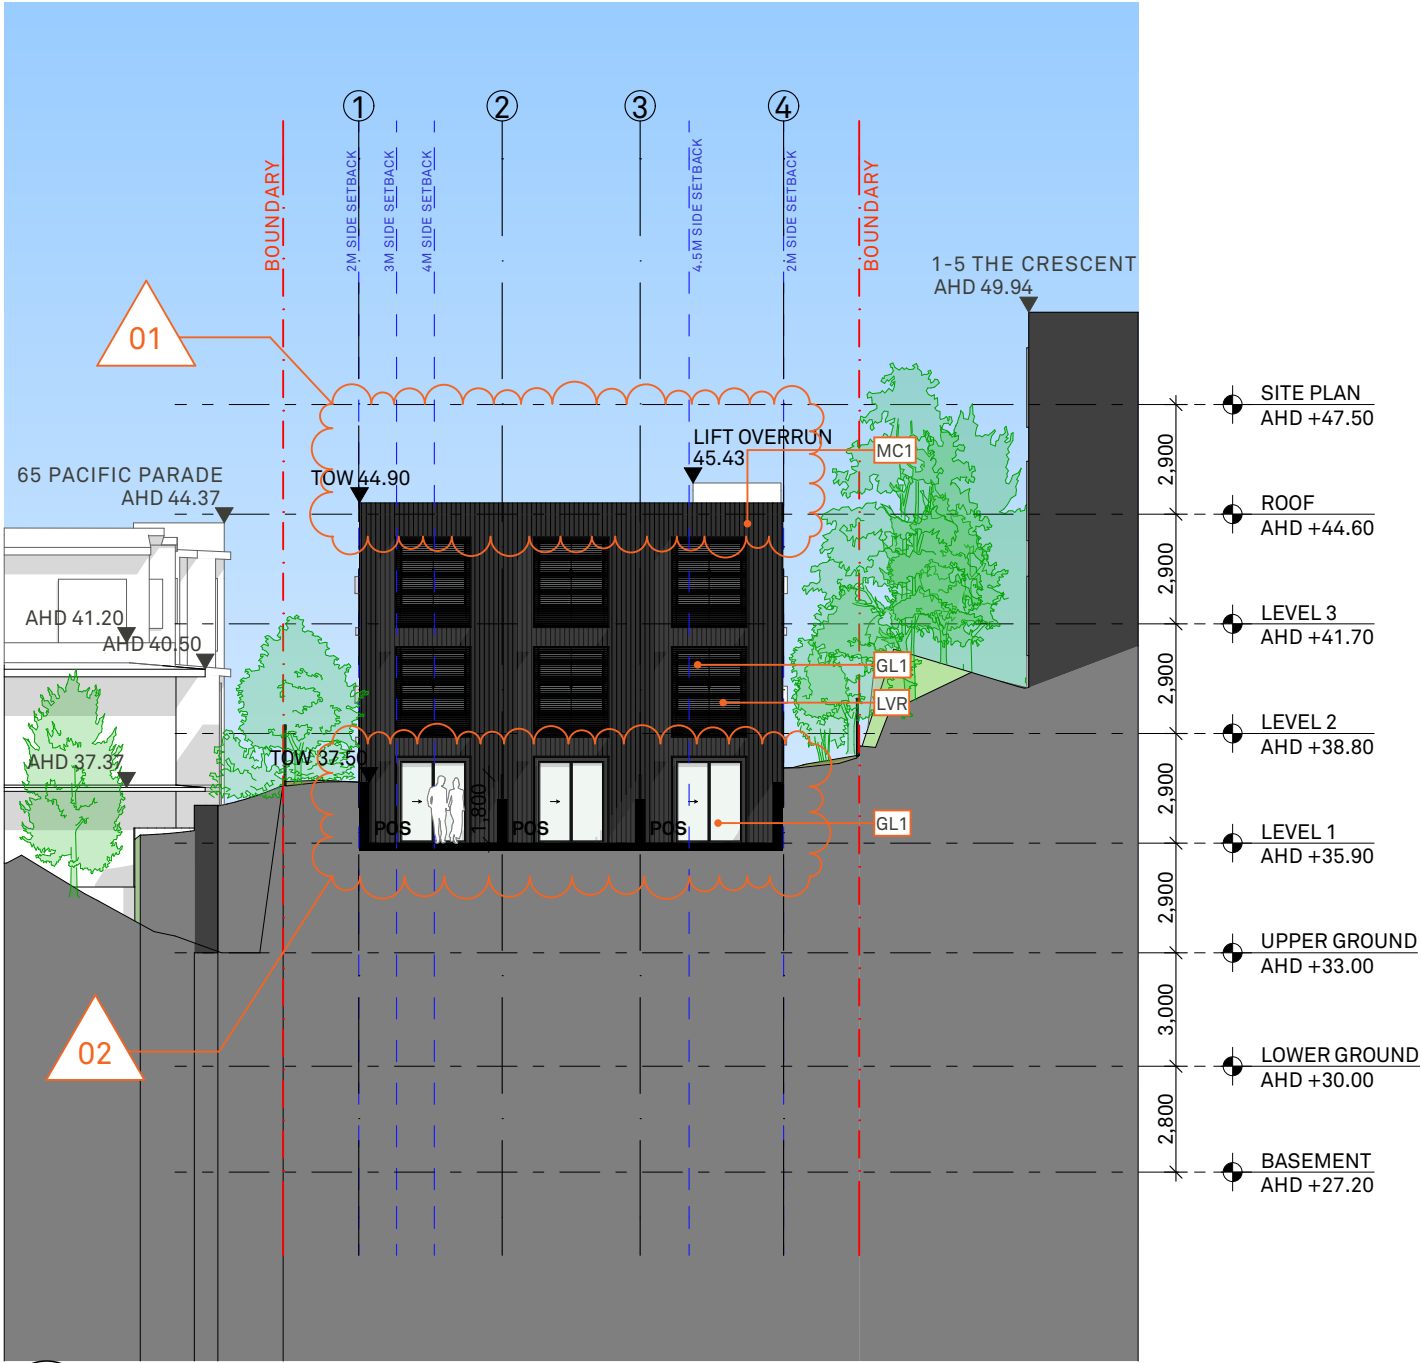 1
2
3
4
BOUNDARY
2M SIDE SETBACK
3M SIDE SETBACK
4M SIDE SETBACK
4.5M SIDE SETBACK
2M SIDE SETBACK
BOUNDARY
1-5 THE CRESCENT
AHD 49.94
01
SITE PLAN
AHD +47.50
LIFT OVERRUN
45.43
MC1
2,900
TOW 44.90
65 PACIFIC PARADE
AHD 44.37
ROOF
AHD +44.60
2,900
AHD 41.20
AHD 40.50
LEVEL 3
AHD +41.70
GL1
2,900
LVR
LEVEL 2
AHD +38.80
TOW 37.50
AHD 37.37
2,900
1,800
POS
POS
POS
GL1
LEVEL 1
AHD +35.90
2,900
UPPER GROUND
AHD +33.00
3,000
02
LOWER GROUND
AHD +30.00
2,800
BASEMENT
AHD +27.20